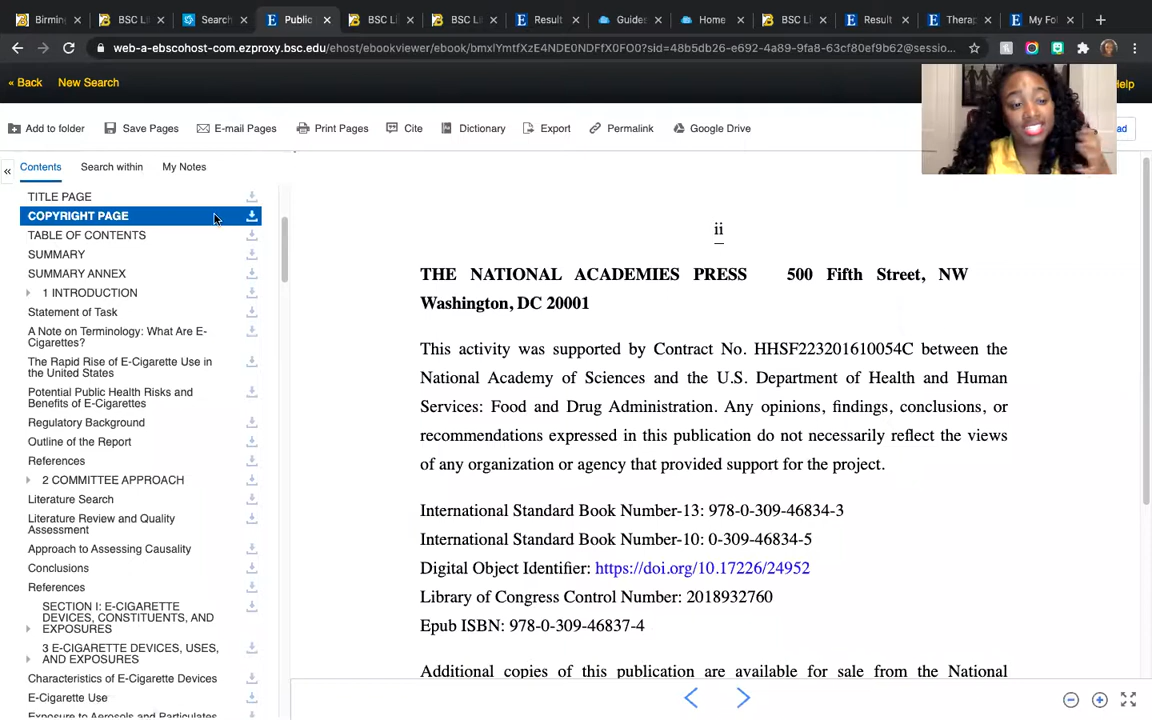 Birming
BSC Li
Search
Public
BSC Li
BSC Li
Result
Guides
Home
BSC Li
Result
Therap
My Fo
web-a-ebscohost-com.ezproxy.bsc.edu/ehost/ebookviewer/ebook/bmxlYmtfXzE4NDE0NDFfX0FO0?sid=48b5db26-e692-4a89-9fa8-63cf80ef9b62@sessio...
« Back
New Search
Help
Add to folder
Save Pages
E-mail Pages
Print Pages
Cite
Dictionary
Export
Permalink
Google Drive
ad
«
Contents
Search within
My Notes
TITLE PAGE
COPYRIGHT PAGE
TABLE OF CONTENTS
SUMMARY
SUMMARY ANNEX
1 INTRODUCTION
Statement of Task
A Note on Terminology: What Are E-
Cigarettes?
The Rapid Rise of E-Cigarette Use in
the United States
Potential Public Health Risks and
Benefits of E-Cigarettes
Regulatory Background
Outline of the Report
References
2 COMMITTEE APPROACH
Literature Search
Literature Review and Quality
Assessment
Approach to Assessing Causality
Conclusions
References
SECTION I: E-CIGARETTE
DEVICES, CONSTITUENTS, AND
EXPOSURES
3 E-CIGARETTE DEVICES, USES,
AND EXPOSURES
Characteristics of E-Cigarette Devices
E-Cigarette Use
Exposure to Aerosols and Particulates
ii
THE NATIONAL ACADEMIES PRESS 500 Fifth Street, NW
Washington, DC 20001
This activity was supported by Contract No. HHSF223201610054C between the
National Academy of Sciences and the U.S. Department of Health and Human
Services: Food and Drug Administration. Any opinions, findings, conclusions, or
recommendations expressed in this publication do not necessarily reflect the views
of any organization or agency that provided support for the project.
International Standard Book Number-13: 978-0-309-46834-3
International Standard Book Number-10: 0-309-46834-5
Digital Object Identifier: https://doi.org/10.17226/24952
Library of Congress Control Number: 2018932760
Epub ISBN: 978-0-309-46837-4
Additional copies of this publication are available for sale from the National